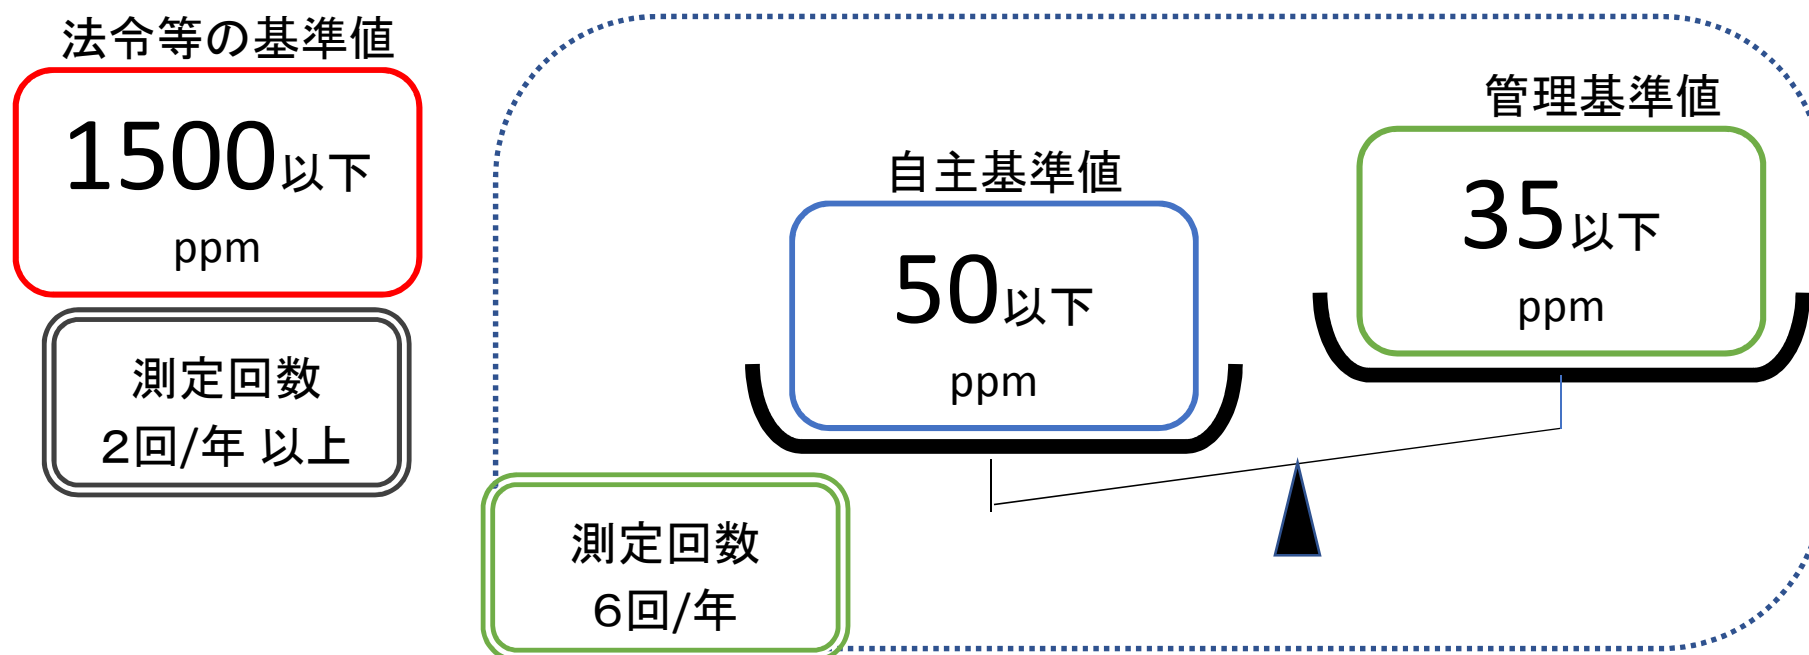 法令等の基準値
1500以下
ppm
測定回数
2回/年 以上
自主基準値
50以下
ppm
管理基準値
35以下
ppm
測定回数
6回/年